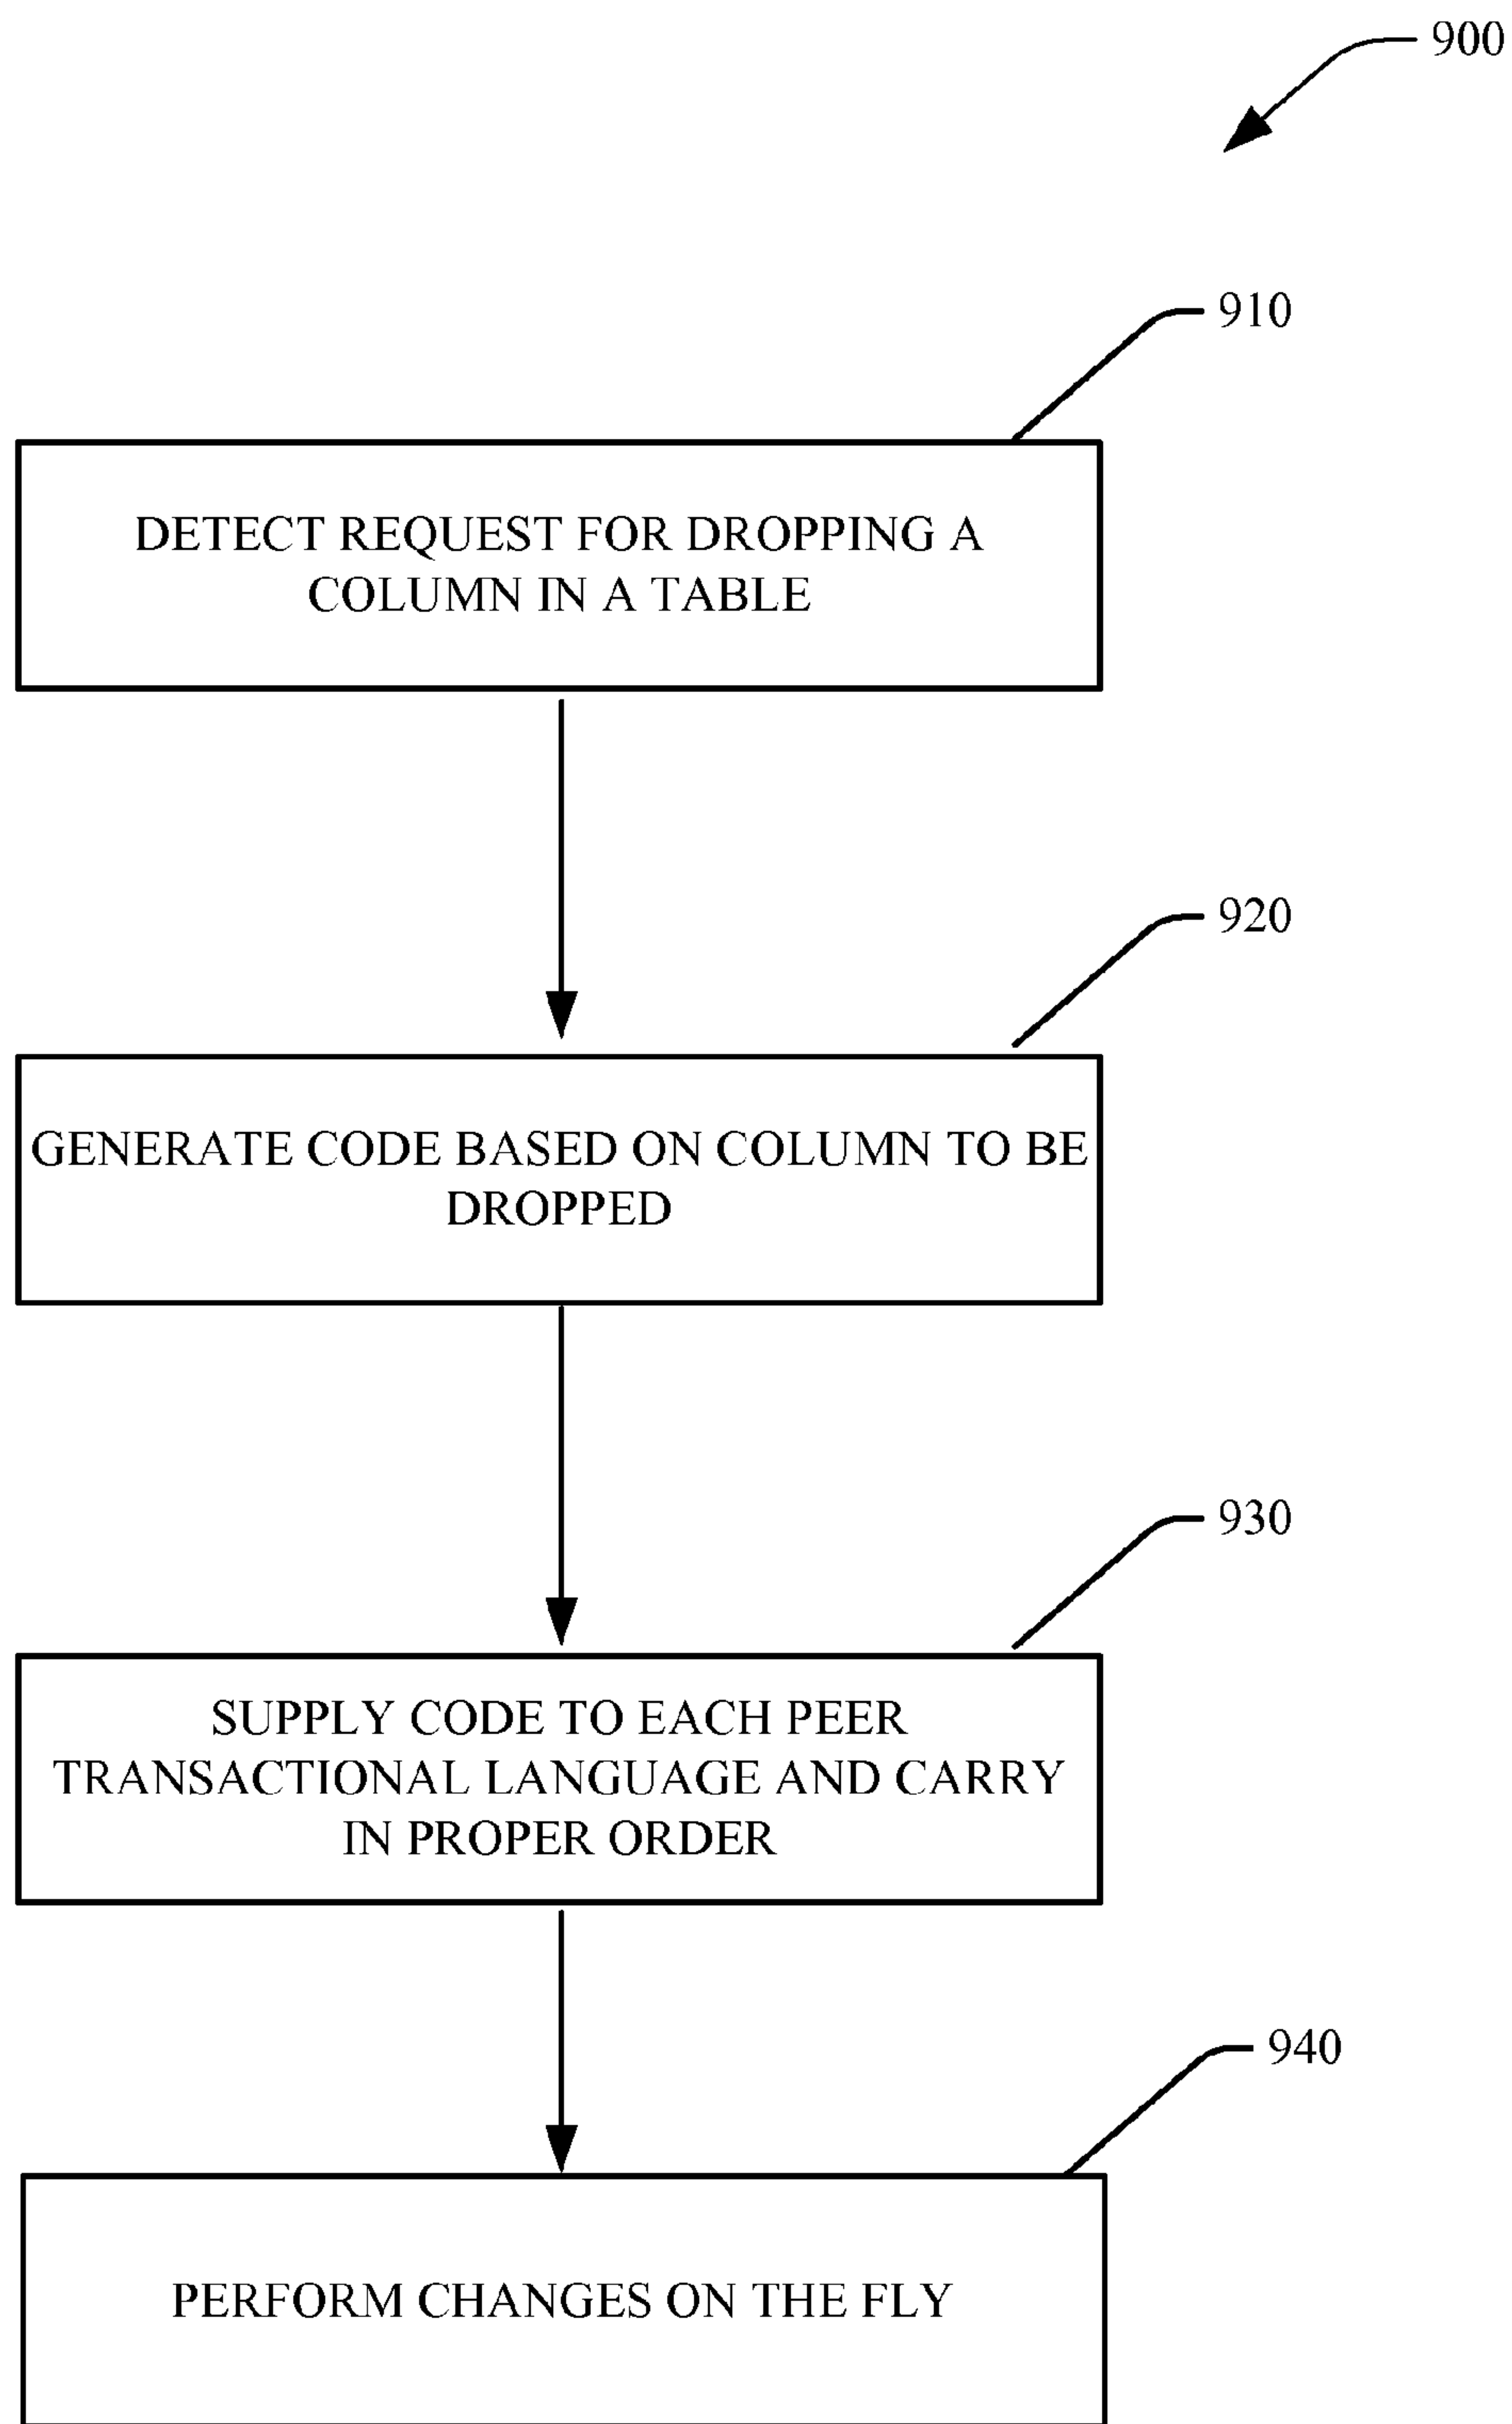 900
910
DETECT REQUEST FOR DROPPING A
COLUMN IN A TABLE
920
GENERATE CODE BASED ON COLUMN TO BE
DROPPED
930
SUPPLY CODE TO EACH PEER
TRANSACTIONAL LANGUAGE AND CARRY
IN PROPER ORDER
940
PERFORM CHANGES ON THE FLY